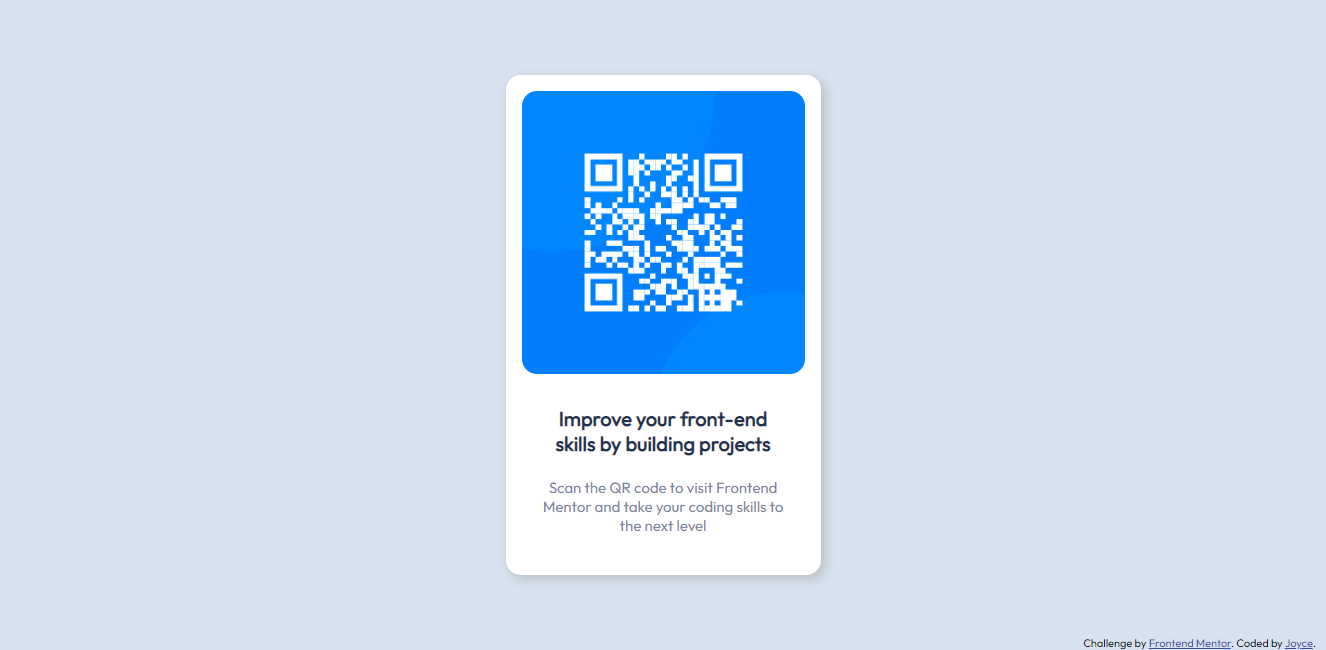 Improve your front-end
skills by building projects
Scan the QR code to visit Frontend
Mentor and take your coding skills to
the next level
Challenge by Frontend Mentor. Coded by Joyce.